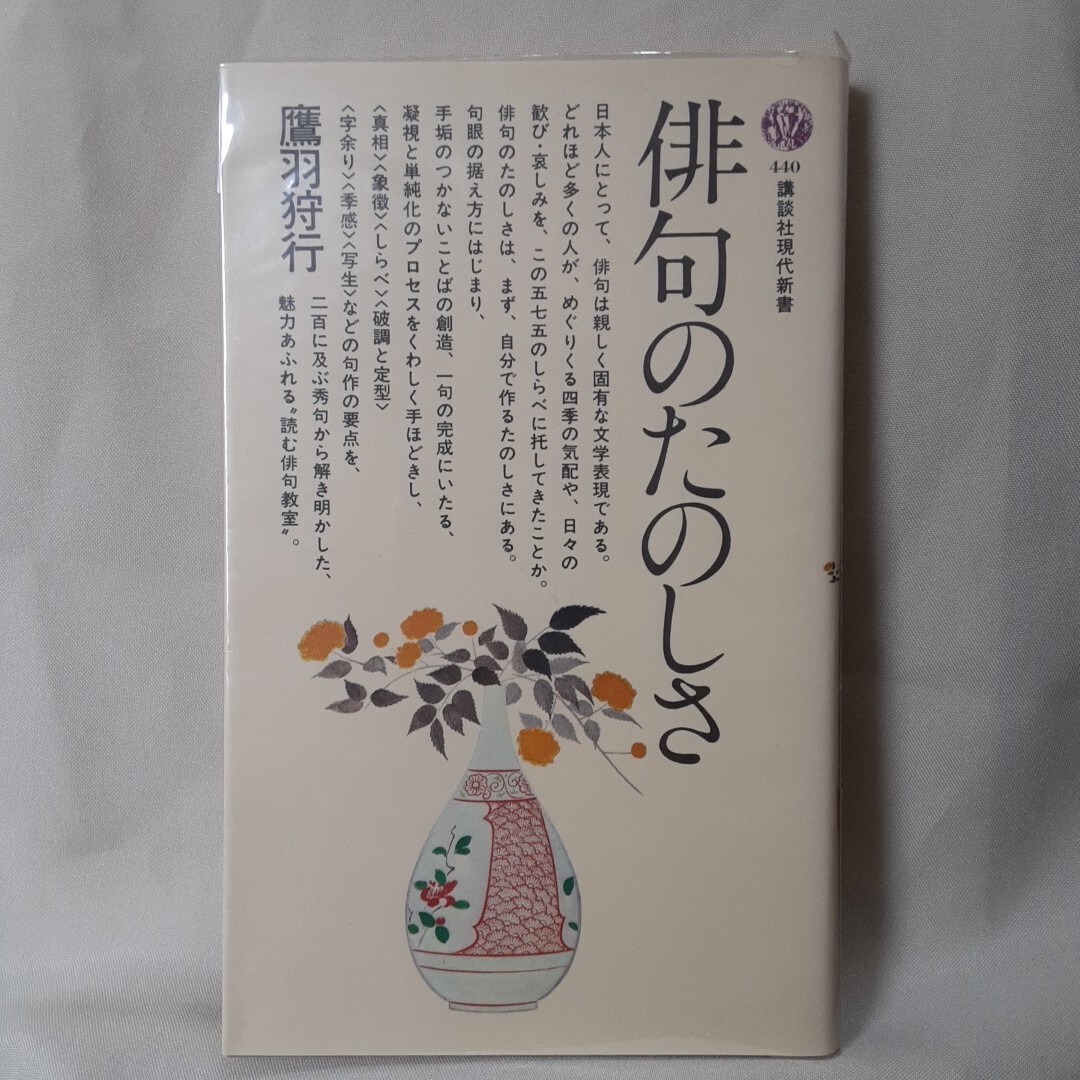 440 講談社現代新書
俳句のたのしさ
日本人にとって、俳句は親しく固有な文学表現である。
どれほど多くの人が、めぐりくる四季の気配や、日々の
歓び・哀しみを、この五七五のしらべに托してきたことか。
俳句のたのしさは、まず、自分で作るたのしさにある。
句眼の据え方にはじまり、
手垢のつかないことばの創造、一句の完成にいたる、
凝視と単純化のプロセスをくわしく手ほどきし、
〈真相〉〈象徴〉〈しらべ〉〈破調と定型〉
〈字余り〉〈季感〉〈写生〉などの句作の要点を、
二百に及ぶ秀句から解き明かした、
魅力あふれる〝読む俳句教室〟。
鷹羽狩行